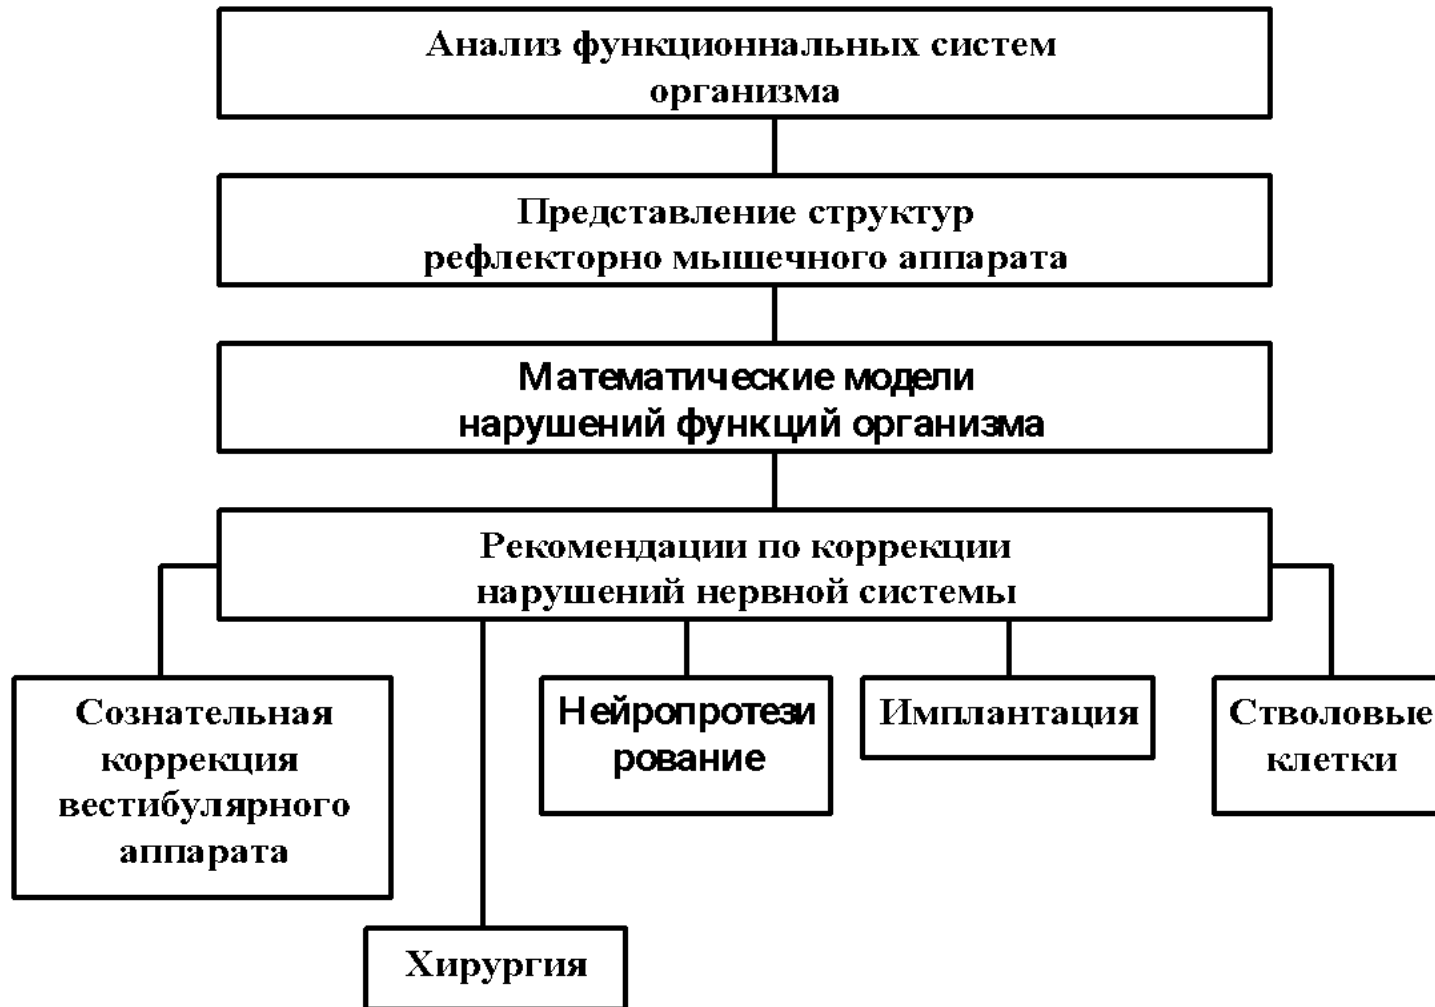 Анализ функционнальных систем
организма
Представление структур
рефлекторно мышечного аппарата
Математические модели
нарушений функций организма
Рекомендации по коррекции
нарушений нервной системы
Сознательная
коррекция
вестибулярного
аппарата
Нейропротези
рование
Имплантация
Стволовые
клетки
Хирургия